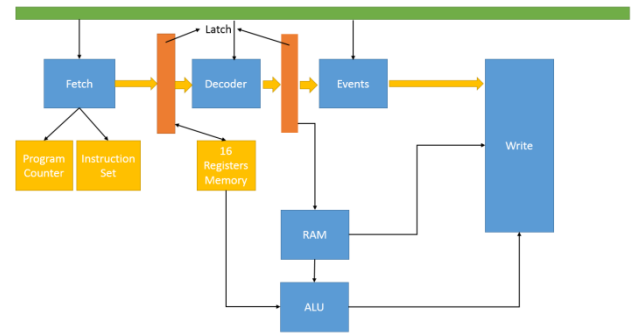 Latch
Fetch
Decoder
Events
Write
Program
Counter
Instruction
Set
16
Registers
Memory
RAM
ALU